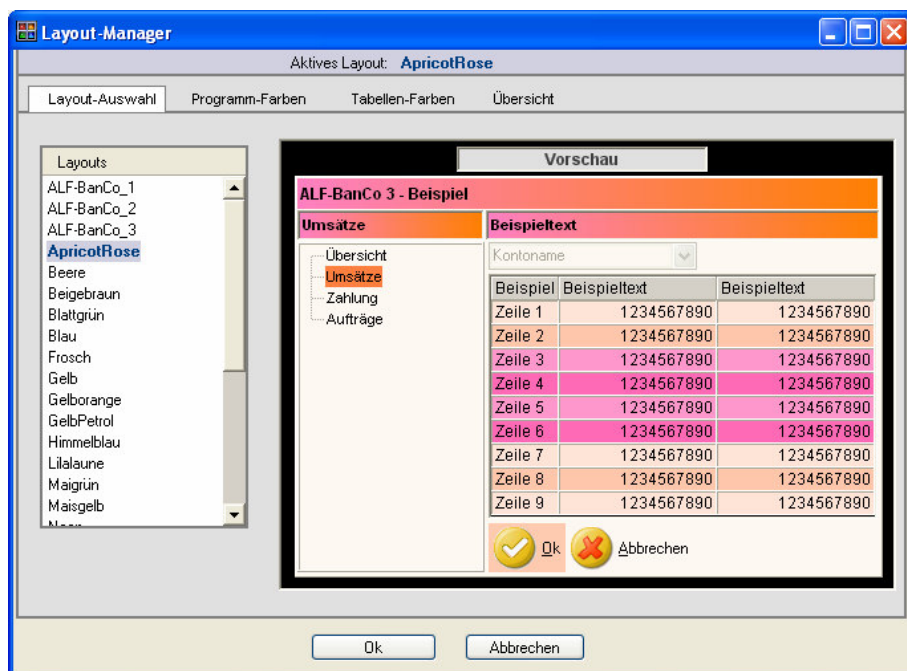 Layout-Manager
Aktives Layout: ApricotRose
Layout-Auswahl Programm-Farben Tabellen-Farben Übersicht
Layouts
ALF-BanCo_1
ALF-BanCo_2
ALF-BanCo_3
ApricotRose
Beere
Beigebraun
Blattgrün
Blau
Frosch
Gelb
Gelborange
GelbPetrol
Himmelblau
Lilalaune
Maigrün
Maisgelb
Vorschau
ALF-BanCo 3 - Beispiel
Umsätze
Übersicht
Umsätze
Zahlung
Aufträge
Beispieltext
Kontoname
Beispiel Beispieltext Beispieltext
Zeile 1 1234567890 1234567890
Zeile 2 1234567890 1234567890
Zeile 3 1234567890 1234567890
Zeile 4 1234567890 1234567890
Zeile 5 1234567890 1234567890
Zeile 6 1234567890 1234567890
Zeile 7 1234567890 1234567890
Zeile 8 1234567890 1234567890
Zeile 9 1234567890 1234567890
Ok Abbrechen
Ok Abbrechen